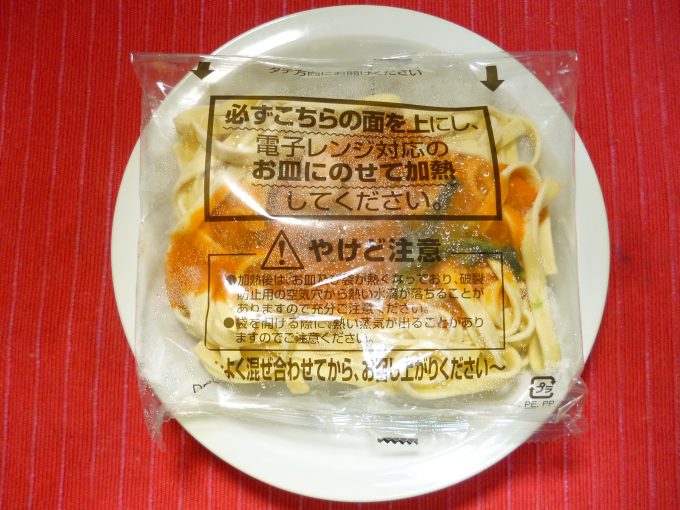 必ずこちらの面を上にし、
電子レンジ対応の
お皿にのせて加熱
してください。
やけど注意
●加熱後は、お皿及び袋が熱くなっており、破裂
防止用の空気穴から熱い水滴が落ちることが
ありますので充分ご注意ください。
●袋を開ける際に、熱い蒸気が出ることがあり
ますのでご注意ください。
よく混ぜ合わせてから、お召し上がりください〜
プラ
PE, PP